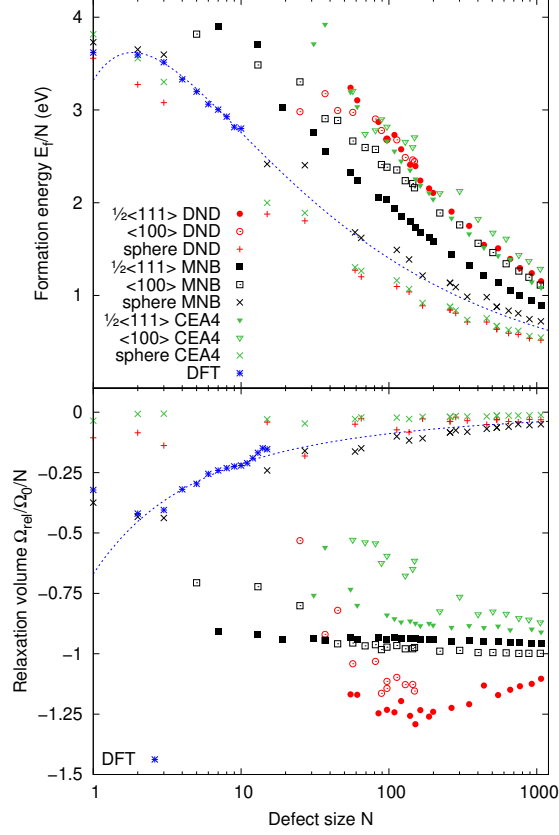 Formation energy E_f/N (eV)
4
3
2
1
½<111> DND
<100> DND
sphere DND
½<111> MNB
<100> MNB
sphere MNB
½<111> CEA4
<100> CEA4
sphere CEA4
DFT
Relaxation volume Ω_rel/Ω_0/N
0
−0.25
−0.5
−0.75
−1
−1.25
−1.5
DFT
1 10 100 1000
Defect size N